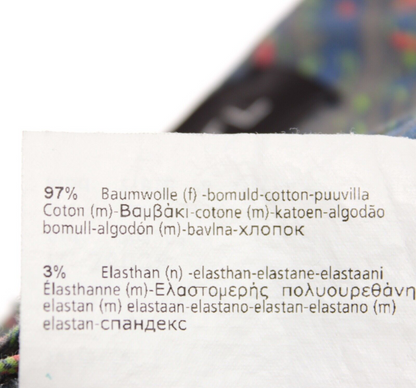 97% Baumwolle (f) -bomuld-cotton-puuvilla
Coton (m)-Βαμβάκι-cotone (m)-katoen-algodão
bomull-algodón (m)-bavlna-хлопок
3% Elasthan (n) -elasthan-elastane-elastaani
Élasthanne (m)-Ελαστομερής πολυουρεθάνη
elastan (m) elastaan-elastano-elastan-elastano (m)
elastan-спандекс